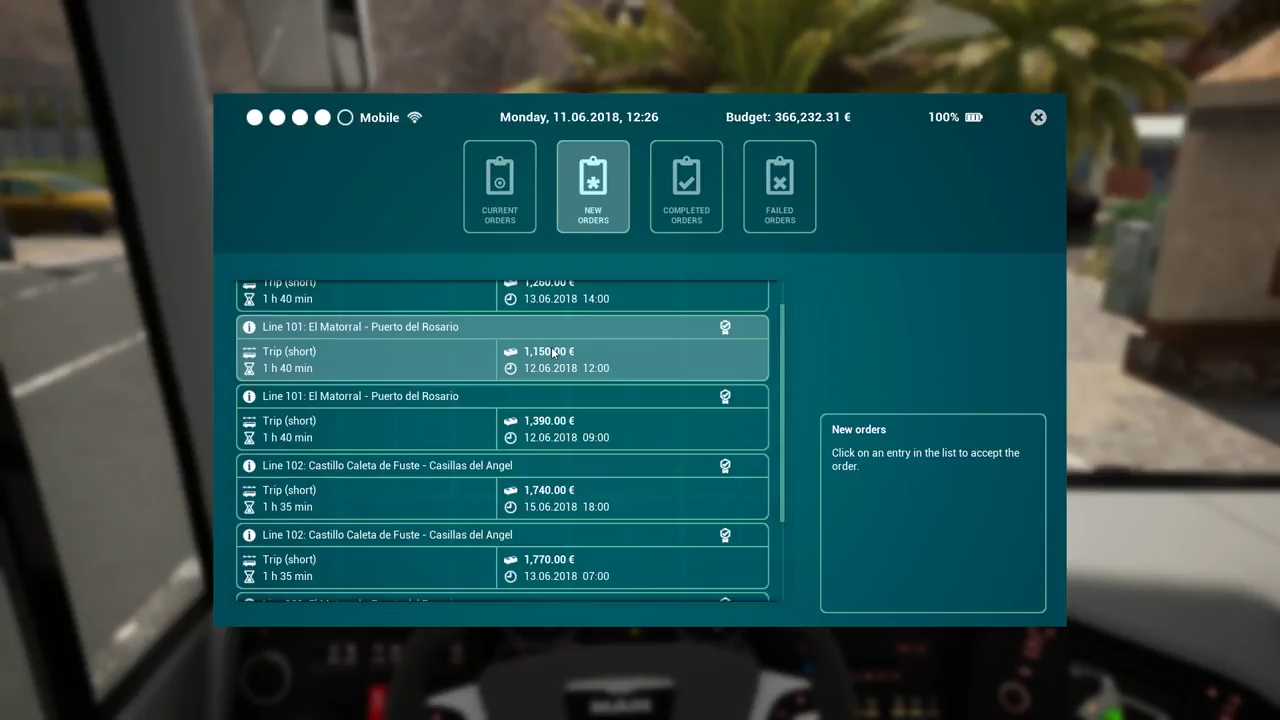 Mobile
Monday, 11.06.2018, 12:26
Budget: 366,232.31 €
100%
CURRENT ORDERS
NEW ORDERS
COMPLETED ORDERS
FAILED ORDERS
Trip (short)
1,260.00 €
1 h 40 min
13.06.2018 14:00
Line 101: El Matorral - Puerto del Rosario
Trip (short)
1,150.00 €
1 h 40 min
12.06.2018 12:00
Line 101: El Matorral - Puerto del Rosario
Trip (short)
1,390.00 €
1 h 40 min
12.06.2018 09:00
Line 102: Castillo Caleta de Fuste - Casillas del Angel
Trip (short)
1,740.00 €
1 h 35 min
15.06.2018 18:00
Line 102: Castillo Caleta de Fuste - Casillas del Angel
Trip (short)
1,770.00 €
1 h 35 min
13.06.2018 07:00
New orders
Click on an entry in the list to accept the
order.
MAN